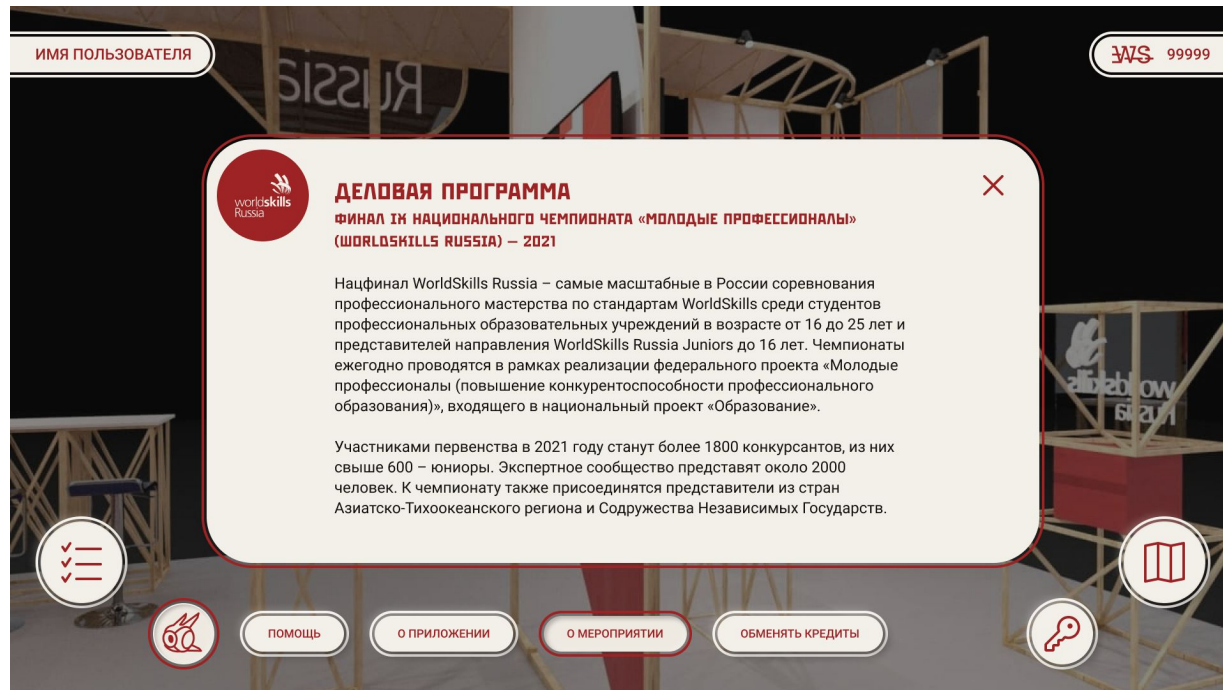 ИМЯ ПОЛЬЗОВАТЕЛЯ
WS 99999
Russia
worldskills
Russia
ДЕЛОВАЯ ПРОГРАММА
ФИНАЛ IX НАЦИОНАЛЬНОГО ЧЕМПИОНАТА «МОЛОДЫЕ ПРОФЕССИОНАЛЫ»
(WORLDSKILLS RUSSIA) – 2021
Нацфинал WorldSkills Russia – самые масштабные в России соревнования
профессионального мастерства по стандартам WorldSkills среди студентов
профессиональных образовательных учреждений в возрасте от 16 до 25 лет и
представителей направления WorldSkills Russia Juniors до 16 лет. Чемпионаты
ежегодно проводятся в рамках реализации федерального проекта «Молодые
профессионалы (повышение конкурентоспособности профессионального
образования)», входящего в национальный проект «Образование».
Участниками первенства в 2021 году станут более 1800 конкурсантов, из них
свыше 600 – юниоры. Экспертное сообщество представят около 2000
человек. К чемпионату также присоединятся представители из стран
Азиатско-Тихоокеанского региона и Содружества Независимых Государств.
worldskills
Russia
ПОМОЩЬ
О ПРИЛОЖЕНИИ
О МЕРОПРИЯТИИ
ОБМЕНЯТЬ КРЕДИТЫ